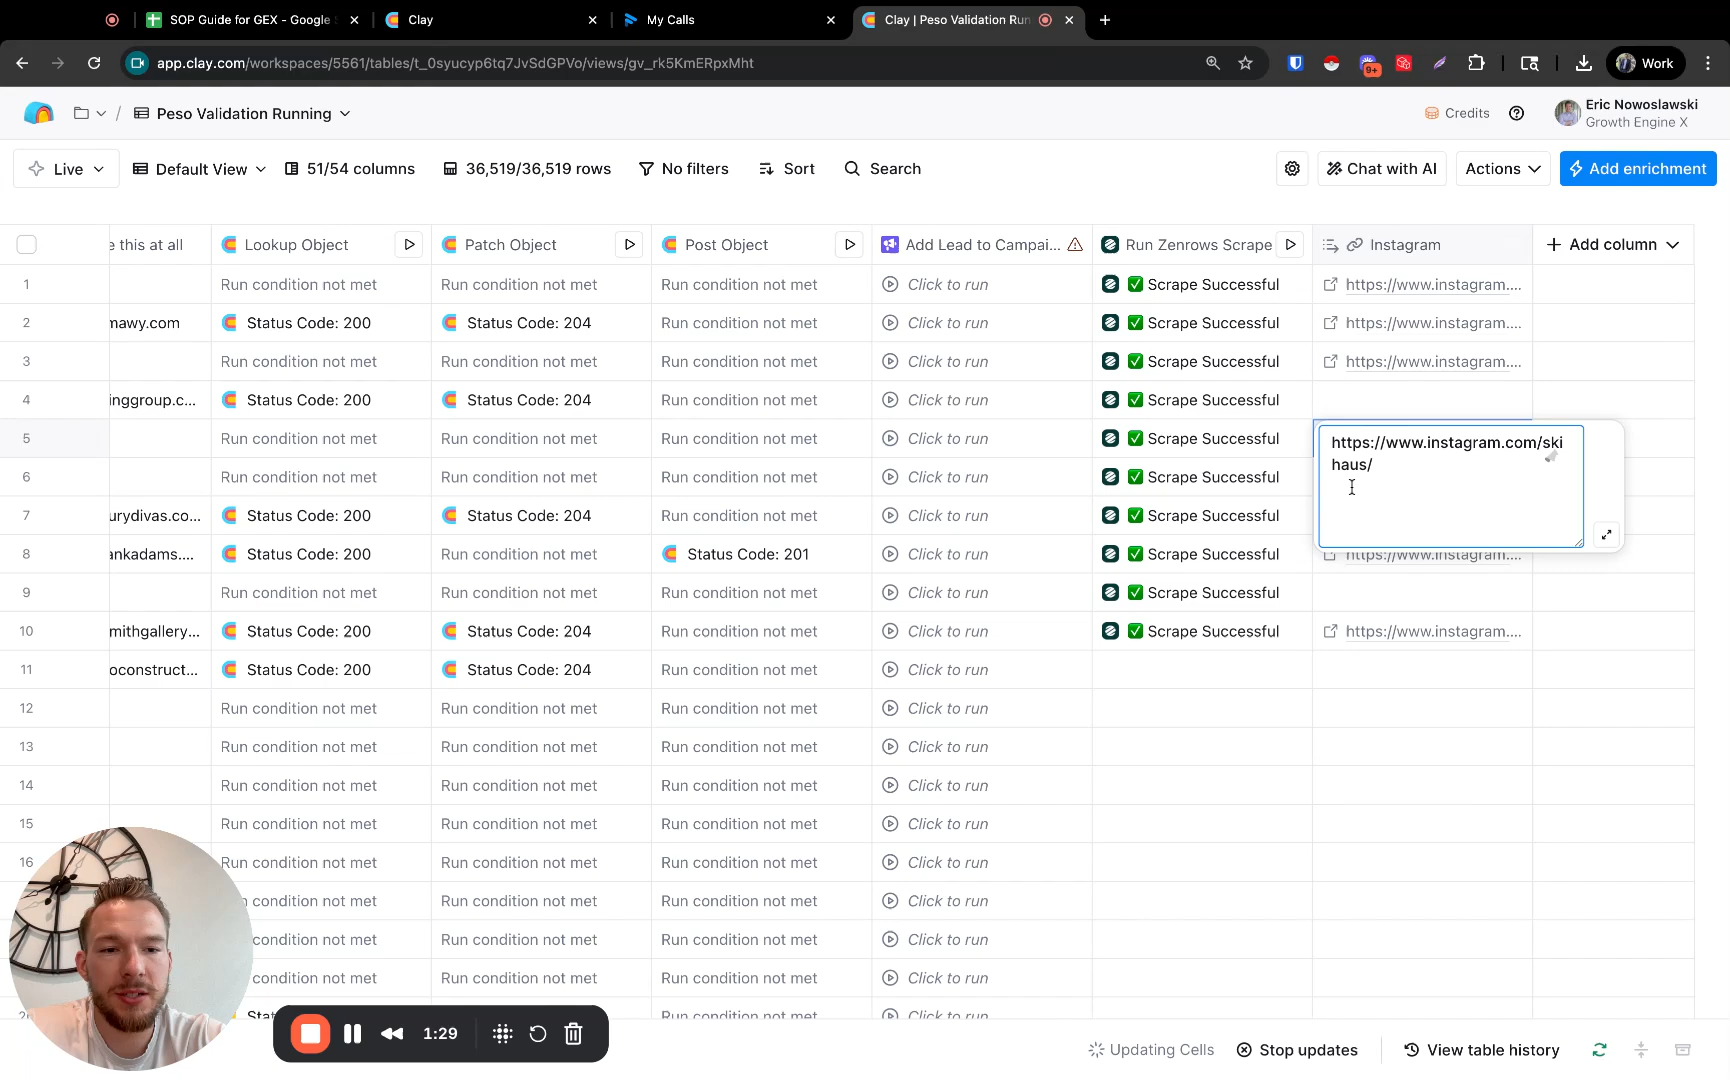 SOP Guide for GEX - Google S
Clay
My Calls
Clay | Peso Validation Run
app.clay.com/workspaces/5561/tables/t_0syucyp6tq7JvSdGPVo/views/gv_rk5KmERpxMht
9+
Work
/ Peso Validation Running
Credits
Eric Nowoslawski
Growth Engine X
Live
Default View
51/54 columns
36,519/36,519 rows
No filters
Sort
Search
Chat with AI
Actions
Add enrichment
e this at all Lookup Object Patch Object Post Object Add Lead to Campai... Run Zenrows Scrape Instagram + Add column
1 Run condition not met Run condition not met Run condition not met Click to run ✅ Scrape Successful https://www.instagram....
2 mawy.com Status Code: 200 Status Code: 204 Run condition not met Click to run ✅ Scrape Successful https://www.instagram....
3 Run condition not met Run condition not met Run condition not met Click to run ✅ Scrape Successful https://www.instagram....
4 inggroup.c... Status Code: 200 Status Code: 204 Run condition not met Click to run ✅ Scrape Successful
5 Run condition not met Run condition not met Run condition not met Click to run ✅ Scrape Successful
https://www.instagram.com/ski
haus/
6 Run condition not met Run condition not met Run condition not met Click to run ✅ Scrape Successful
7 urydivas.co... Status Code: 200 Status Code: 204 Run condition not met Click to run ✅ Scrape Successful
8 ankadams.... Status Code: 200 Run condition not met Status Code: 201 Click to run ✅ Scrape Successful https://www.instagram....
9 Run condition not met Run condition not met Run condition not met Click to run ✅ Scrape Successful
10 mithgallery... Status Code: 200 Status Code: 204 Run condition not met Click to run ✅ Scrape Successful https://www.instagram....
11 oconstruct... Status Code: 200 Status Code: 204 Run condition not met Click to run
12 Run condition not met Run condition not met Run condition not met Click to run
13 Run condition not met Run condition not met Run condition not met Click to run
14 Run condition not met Run condition not met Run condition not met Click to run
15 Run condition not met Run condition not met Run condition not met Click to run
16 Run condition not met Run condition not met Run condition not met Click to run
condition not met Run condition not met Run condition not met Click to run
condition not met Run condition not met Run condition not met Click to run
condition not met Run condition not met Run condition not met Click to run
Run condition not met Click to run
1:29
Updating Cells
Stop updates
View table history